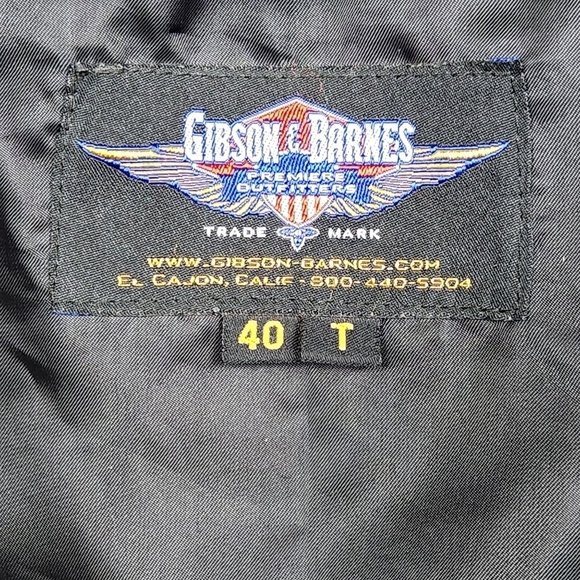 GIBSON & BARNES
PREMIERE
OUTFITTERS
TRADE MARK
WWW.GIBSON-BARNES.COM
EL CAJON, CALIF - 800-440-5904
40 T